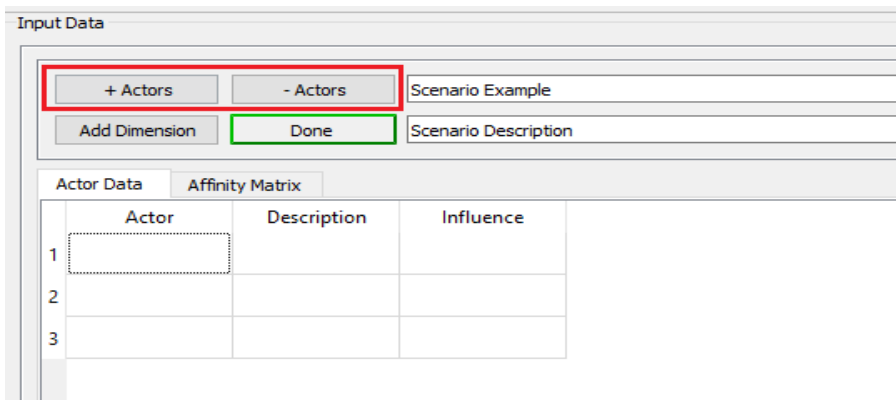 Input Data
+ Actors - Actors Scenario Example
Add Dimension Done Scenario Description
Actor Data Affinity Matrix
Actor Description Influence
1
2
3